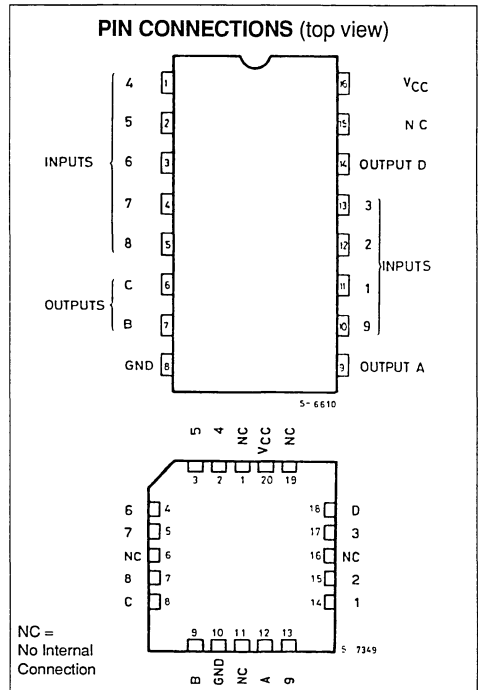 PIN CONNECTIONS (top view)
4 1 16 VCC
5 2 15 N C
INPUTS 6 3 14 OUTPUT D
7 4 13 3
8 5 12 2
INPUTS
OUTPUTS C 6 11 1
B 7 10 9
GND 8 9 OUTPUT A
S-6610
5 4 NC VCC NC
3 2 1 20 19
6 4 18 D
7 5 17 3
NC 6 16 NC
8 7 15 2
C 8 14 1
9 10 11 12 13
B GND NC A 9
S 7349
NC =
No Internal
Connection